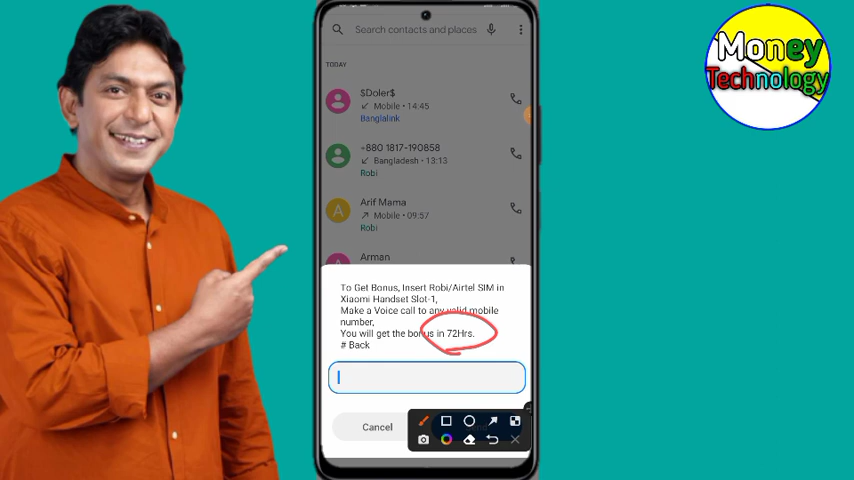 Money
Technology
Search contacts and places
TODAY
$Doler$
Mobile • 14:45
Banglalink
+880 1817-190858
Bangladesh • 13:13
Robi
Arif Mama
Mobile • 09:57
Robi
Arman
To Get Bonus, Insert Robi/Airtel SIM in
Xiaomi Handset Slot-1,
Make a Voice call to any valid mobile
number,
You will get the bonus in 72Hrs.
# Back
Cancel